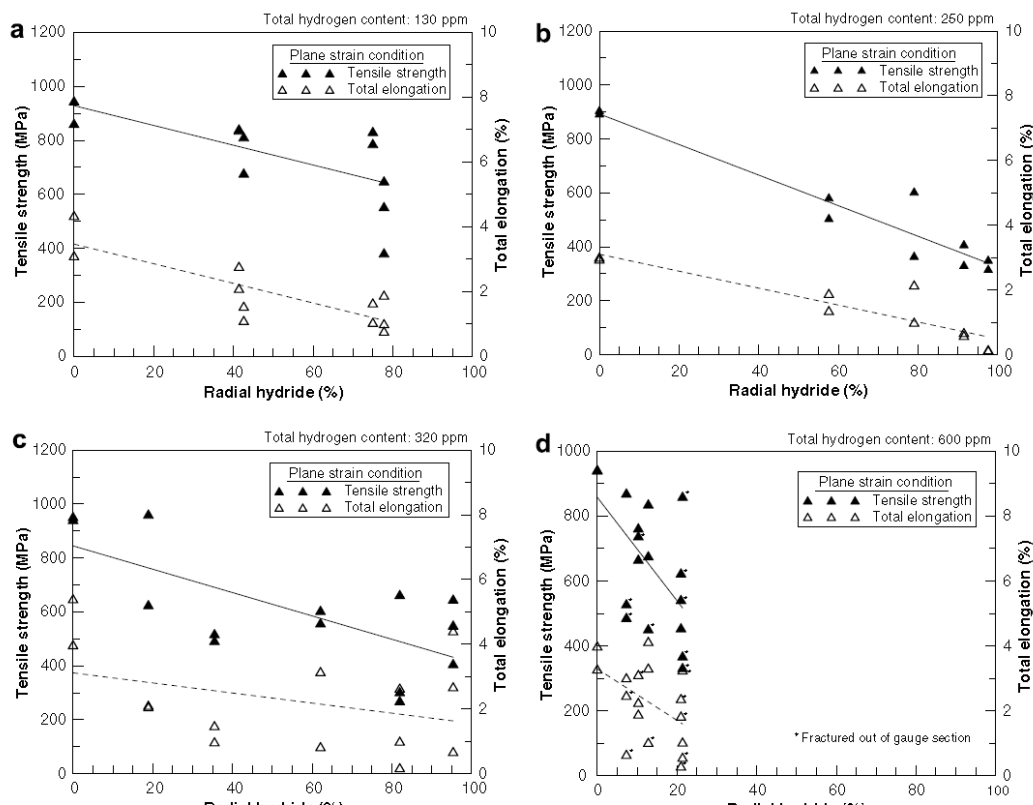 a
Total hydrogen content: 130 ppm
1200
1000
800
600
400
200
0
Tensile strength (MPa)
10
8
6
4
2
0
Total elongation (%)
Plane strain condition
Tensile strength
Total elongation
0 20 40 60 80 100
Radial hydride (%)
b
Total hydrogen content: 250 ppm
1200
1000
800
600
400
200
0
Tensile strength (MPa)
10
8
6
4
2
0
Total elongation (%)
Plane strain condition
Tensile strength
Total elongation
0 20 40 60 80 100
Radial hydride (%)
c
Total hydrogen content: 320 ppm
1200
1000
800
600
400
200
0
Tensile strength (MPa)
10
8
6
4
2
0
Total elongation (%)
Plane strain condition
Tensile strength
Total elongation
0 20 40 60 80 100
Radial hydride (%)
d
Total hydrogen content: 600 ppm
1000
800
600
400
200
0
Tensile strength (MPa)
10
8
6
4
2
0
Total elongation (%)
Plane strain condition
Tensile strength
Total elongation
* Fractured out of gauge section
0 20 40 60 80 100
Radial hydride (%)